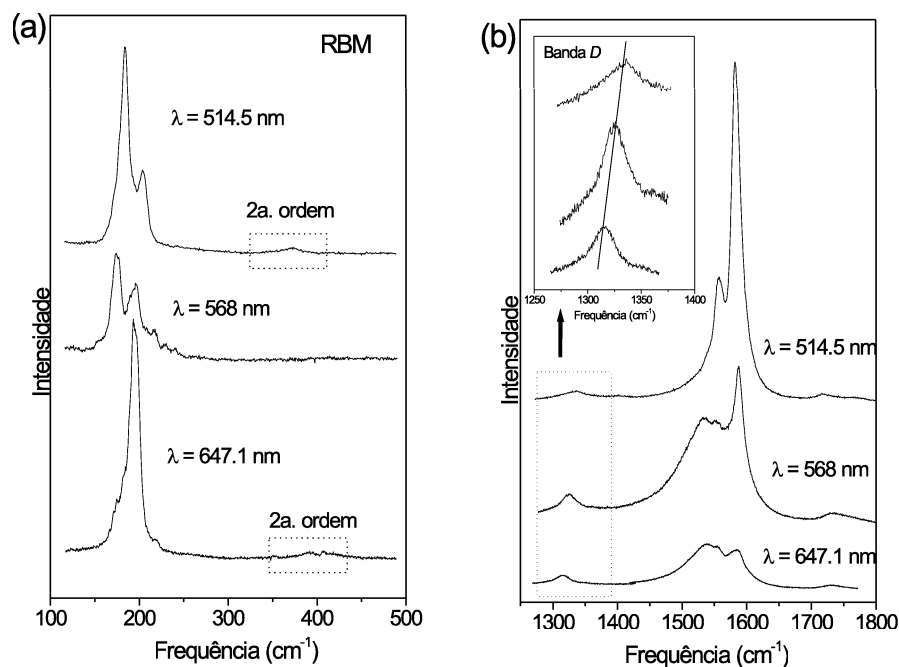 (a)
RBM
λ = 514.5 nm
2a. ordem
λ = 568 nm
λ = 647.1 nm
2a. ordem
Intensidade
100 200 300 400 500
Frequência (cm⁻¹)
(b)
Banda D
1250 1300 1350 1400
Frequência (cm⁻¹)
λ = 514.5 nm
λ = 568 nm
λ = 647.1 nm
Intensidade
1300 1400 1500 1600 1700 1800
Frequência (cm⁻¹)